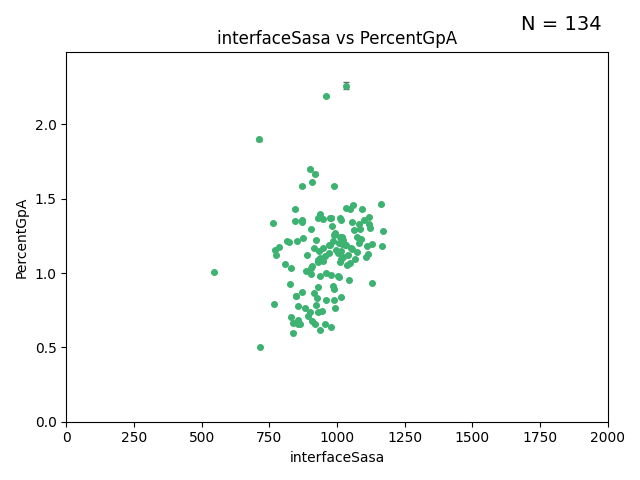 N = 134
interfaceSasa vs PercentGpA
PercentGpA
2.0
1.5
1.0
0.5
0.0
0 250 500 750 1000 1250 1500 1750 2000
interfaceSasa